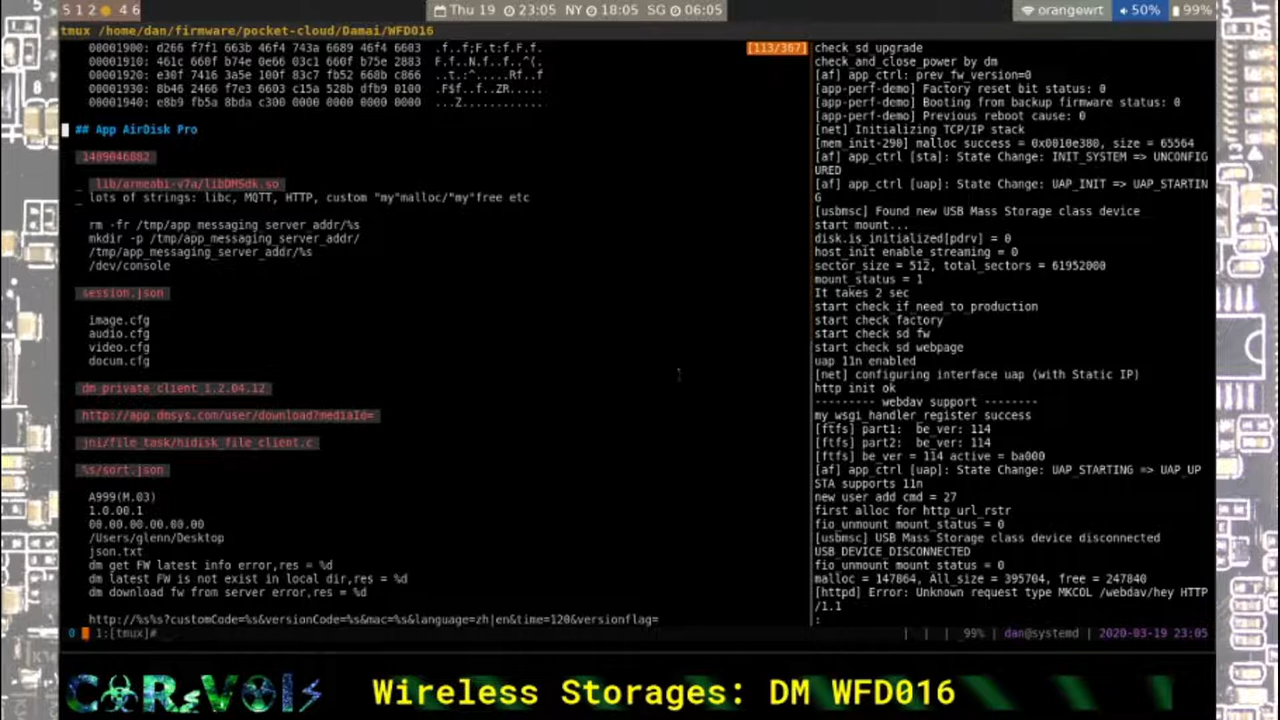 5 1 2 4 6
Thu 19 23:05 NY 18:05 SG 06:05
orangewrt 50% 99%
tmux /home/dan/firmware/pocket-cloud/Damai/WFD016
00001900: d266 f7f1 663b 46f4 743a 6689 46f4 6603 .f..f;F.t:f.F.f.
00001910: 461c 660f b74e 0e66 03c1 660f b75e 2883 F.f..N.f..f..^(.
00001920: e30f 7416 3a5e 100f 83c7 fb52 668b c866 ..t.:^.....Rf..f
00001930: 8b46 2466 f7e3 6603 c15a 528b dfb9 0100 .F$f..f..ZR.....
00001940: e8b9 fb5a 8bda c300 0000 0000 0000 0000 ...Z............
[113/367]
## App AirDisk Pro
1409046882
_ lib/armeabi-v7a/libDMSdk.so
_ lots of strings: libc, MQTT, HTTP, custom "my"malloc/"my"free etc
rm -fr /tmp/app_messaging_server_addr/%s
mkdir -p /tmp/app_messaging_server_addr/
/tmp/app_messaging_server_addr/%s
/dev/console
session.json
image.cfg
audio.cfg
video.cfg
docum.cfg
dm_private_client_1.2.04.12
http://app.dmsys.com/user/download?mediaId=
jni/file_task/hidisk_file_client.c
%s/sort.json
A999(M.03)
1.0.00.1
00.00.00.00.00.00
/Users/glenn/Desktop
json.txt
dm get FW latest info error,res = %d
dm latest FW is not exist in local dir,res = %d
dm download fw from server error,res = %d
http://%s%s?customCode=%s&versionCode=%s&mac=%s&language=zh|en&time=120&versionflag=
check sd upgrade
check_and_close_power by dm
[af] app_ctrl: prev_fw_version=0
[app-perf-demo] Factory reset bit status: 0
[app-perf-demo] Booting from backup firmware status: 0
[app-perf-demo] Previous reboot cause: 0
[net] Initializing TCP/IP stack
[mem_init-290] malloc success = 0x0010e380, size = 65564
[af] app_ctrl [sta]: State Change: INIT_SYSTEM => UNCONFIG
URED
[af] app_ctrl [uap]: State Change: UAP_INIT => UAP_STARTIN
G
[usbmsc] Found new USB Mass Storage class device
start mount...
disk.is_initialized[pdrv] = 0
host_init enable_streaming = 0
sector_size = 512, total_sectors = 61952000
mount_status = 1
It takes 2 sec
start check_if_need_to_production
start check factory
start check sd fw
start check sd webpage
uap 11n enabled
[net] configuring interface uap (with Static IP)
http init ok
--------- webdav support --------
my_wsgi_handler_register success
[ftfs] part1: be_ver: 114
[ftfs] part2: be_ver: 114
[ftfs] be_ver = 114 active = ba000
[af] app_ctrl [uap]: State Change: UAP_STARTING => UAP_UP
STA supports 11n
new user add cmd = 27
first alloc for http_url_rstr
fio_unmount mount_status = 0
[usbmsc] USB Mass Storage class device disconnected
USB_DEVICE_DISCONNECTED
fio_unmount mount_status = 0
malloc = 147864, All_size = 395704, free = 247840
[httpd] Error: Unknown request type MKCOL /webdav/hey HTTP
/1.1
:
0 1:[tmux]# | | | _99% | dan@systemd | 2020-03-19 23:05
CoReVoIs Wireless Storages: DM WFD016